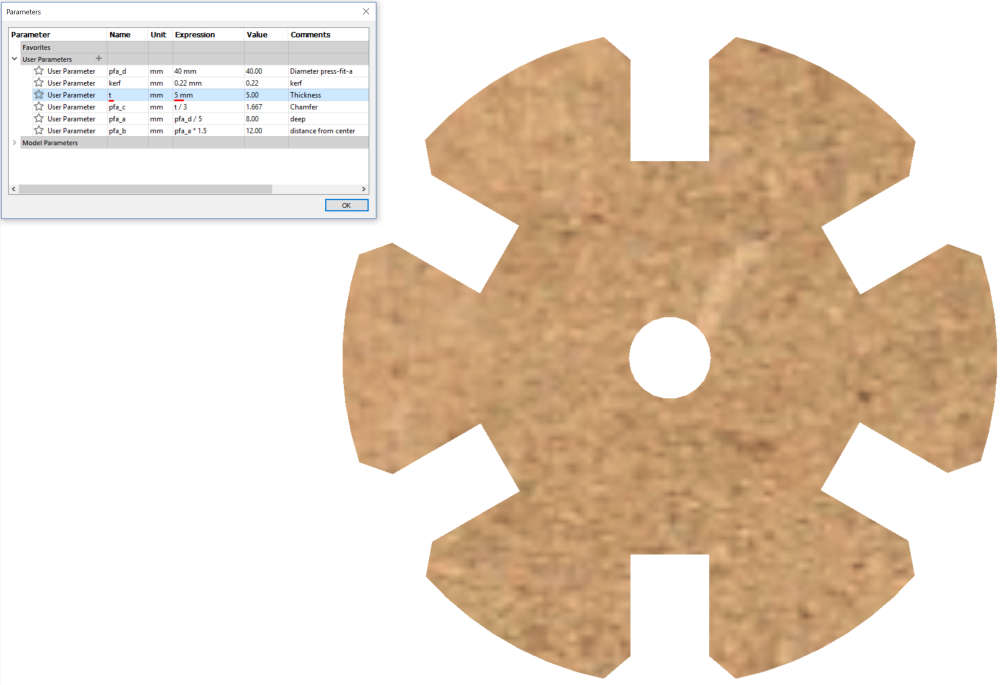 Parameters
Parameter Name Unit Expression Value Comments
Favorites
User Parameters +
User Parameter pfa_d mm 40 mm 40.00 Diameter press-fit-a
User Parameter kerf mm 0.22 mm 0.22 kerf
User Parameter t mm 5 mm 5.00 Thickness
User Parameter pfa_c mm t / 3 1.667 Chamfer
User Parameter pfa_a mm pfa_d / 5 8.00 deep
User Parameter pfa_b mm pfa_a * 1.5 12.00 distance from center
Model Parameters
OK